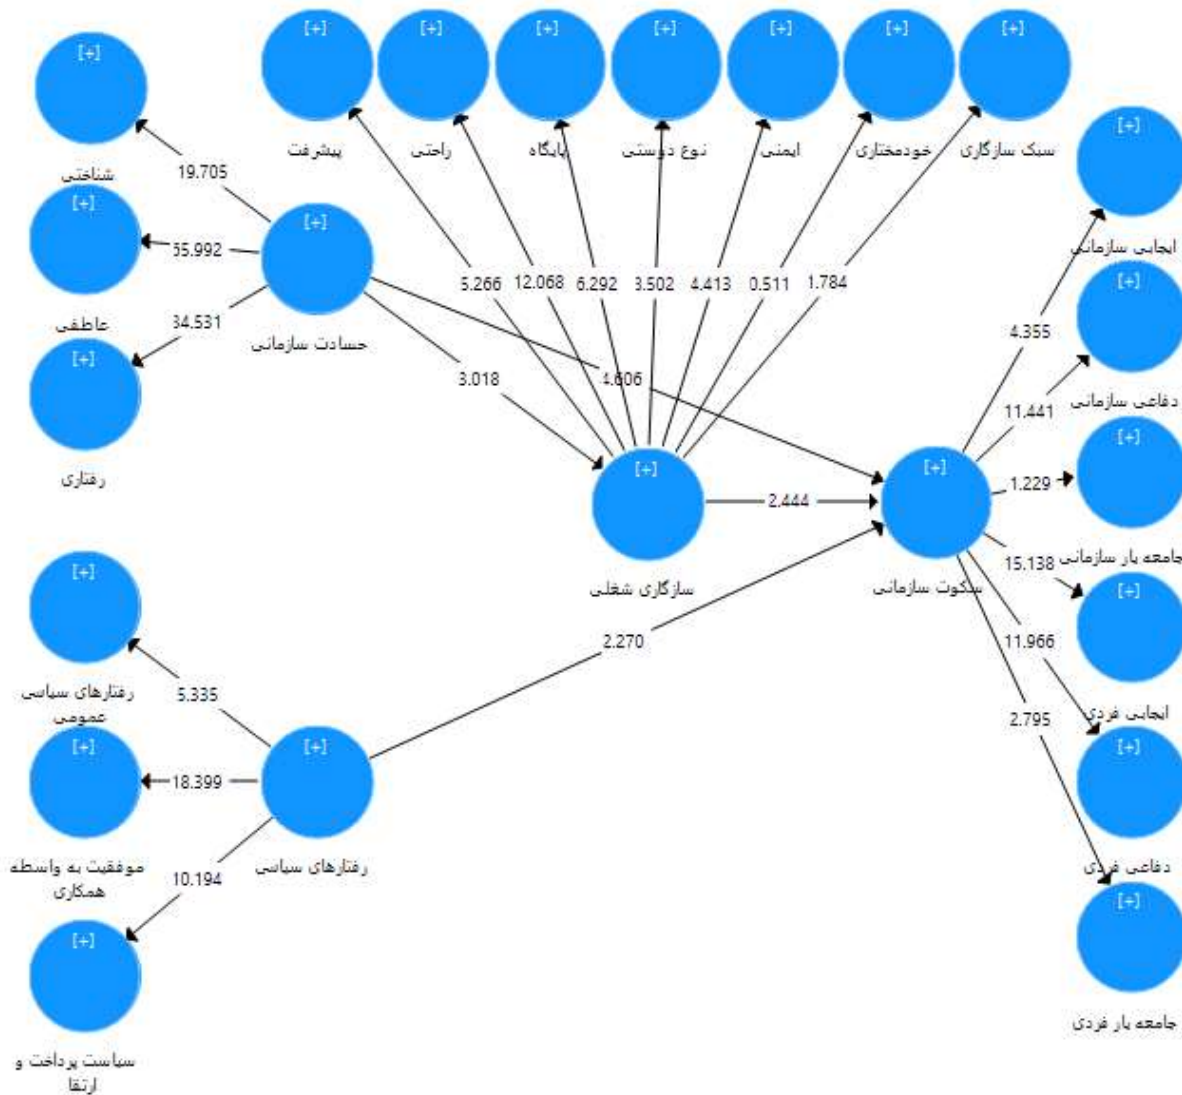 [+]
[+]
[+]
[+]
[+]
[+]
[+]
[+]
پیشرفت
راحتی
پایگاه
نوع دوستی
ایمنی
خودمختاری
سبک سازگاری
شناختی
[+]
ایجابی سازمانی
19.705
[+]
[+]
عاطفی
55.992
حسادت سازمانی
5.266
12.068
6.292
3.502
4.413
0.511
1.784
[+]
دفاعی سازمانی
34.531
[+]
رفتاری
3.018
4.606
4.355
11.441
[+]
جامعه یار سازمانی
[+]
سازگاری شغلی
2.444
[+]
سکوت سازمانی
1.229
15.138
[+]
ایجابی فردی
11.966
2.795
2.270
[+]
رفتارهای سیاسی
عمومی
5.335
[+]
موفقیت به واسطه
همکاری
18.399
[+]
رفتارهای سیاسی
[+]
دفاعی فردی
10.194
[+]
سیاست پرداخت و
ارتقا
[+]
جامعه یار فردی